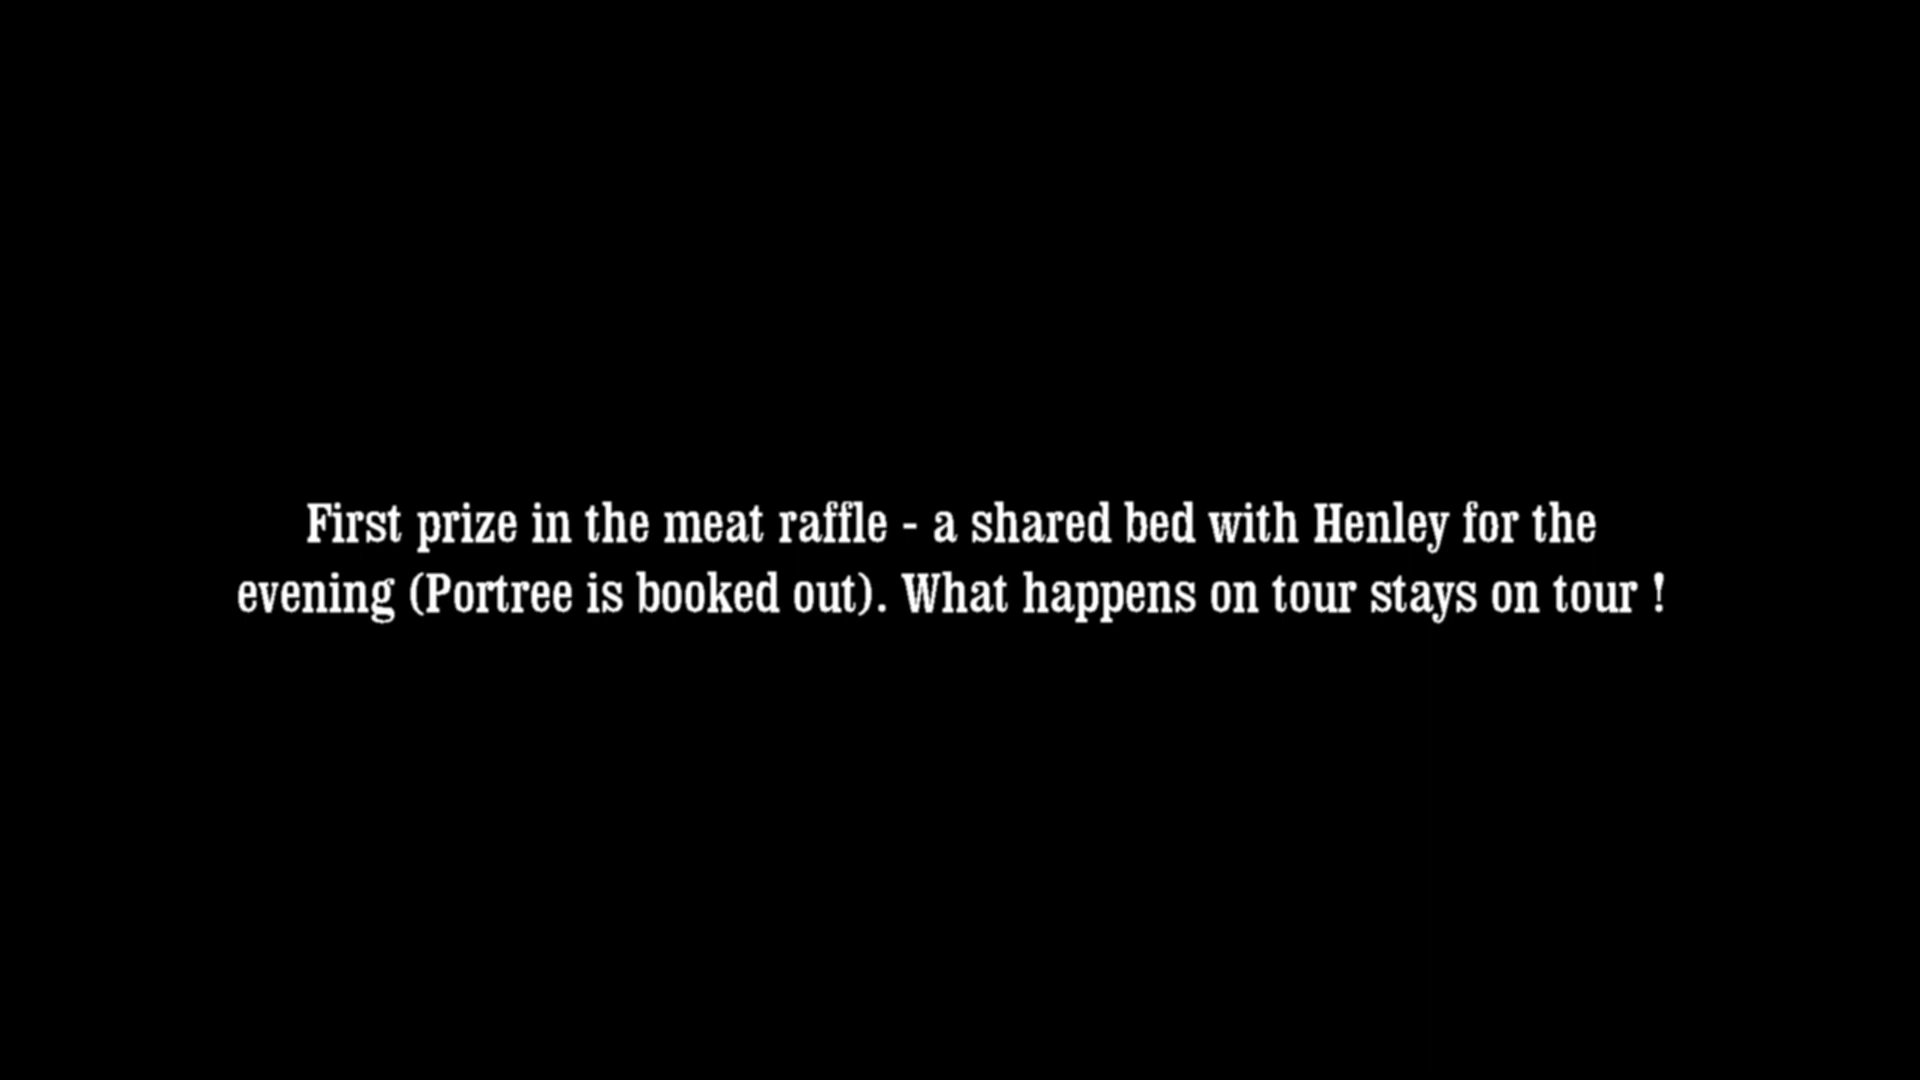 First prize in the meat raffle - a shared bed with Henley for the
evening (Portree is booked out). What happens on tour stays on tour !